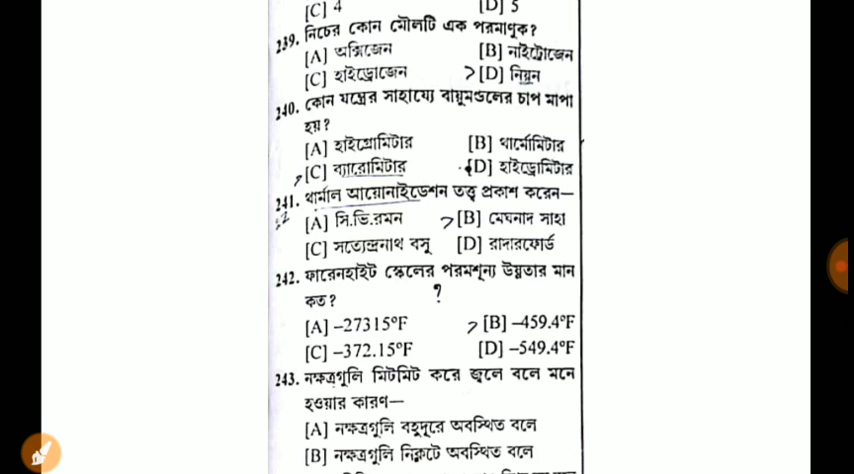 [C] 4 [D] 5
239. নিচের কোন মৌলটি এক পরমাণুক?
[A] অক্সিজেন [B] নাইট্রোজেন
[C] হাইড্রোজেন [D] নিয়ন
240. কোন যন্ত্রের সাহায্যে বায়ুমণ্ডলের চাপ মাপা
হয়?
[A] হাইগ্রোমিটার [B] থার্মোমিটার
[C] ব্যারোমিটার [D] হাইড্রোমিটার
241. থার্মাল আয়োনাইডেশন তত্ত্ব প্রকাশ করেন—
[A] সি.ভি.রমন [B] মেঘনাদ সাহা
[C] সত্যেন্দ্রনাথ বসু [D] রাদারফোর্ড
242. ফারেনহাইট স্কেলের পরমশূন্য উষ্ণতার মান
কত? ?
[A] –27315°F [B] –459.4°F
[C] –372.15°F [D] –549.4°F
243. নক্ষত্রগুলি মিটমিট করে জ্বলে বলে মনে
হওয়ার কারণ—
[A] নক্ষত্রগুলি বহুদূরে অবস্থিত বলে
[B] নক্ষত্রগুলি নিকটে অবস্থিত বলে